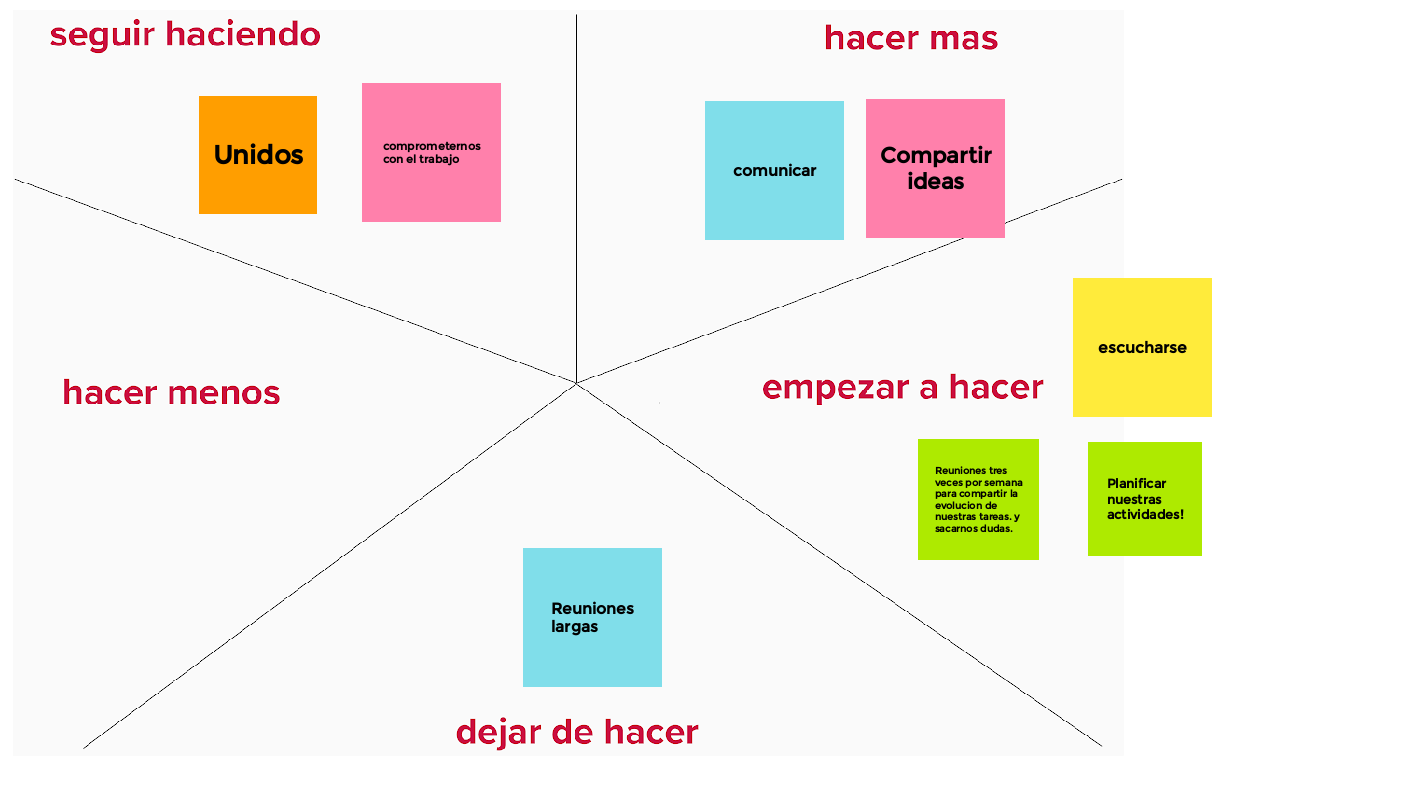 seguir haciendo
hacer mas
Unidos
comprometernos
con el trabajo
comunicar
Compartir
ideas
hacer menos
empezar a hacer
escucharse
Reuniones tres
veces por semana
para compartir la
evolucion de
nuestras tareas. y
sacarnos dudas.
Planificar
nuestras
actividades!
Reuniones
largas
dejar de hacer